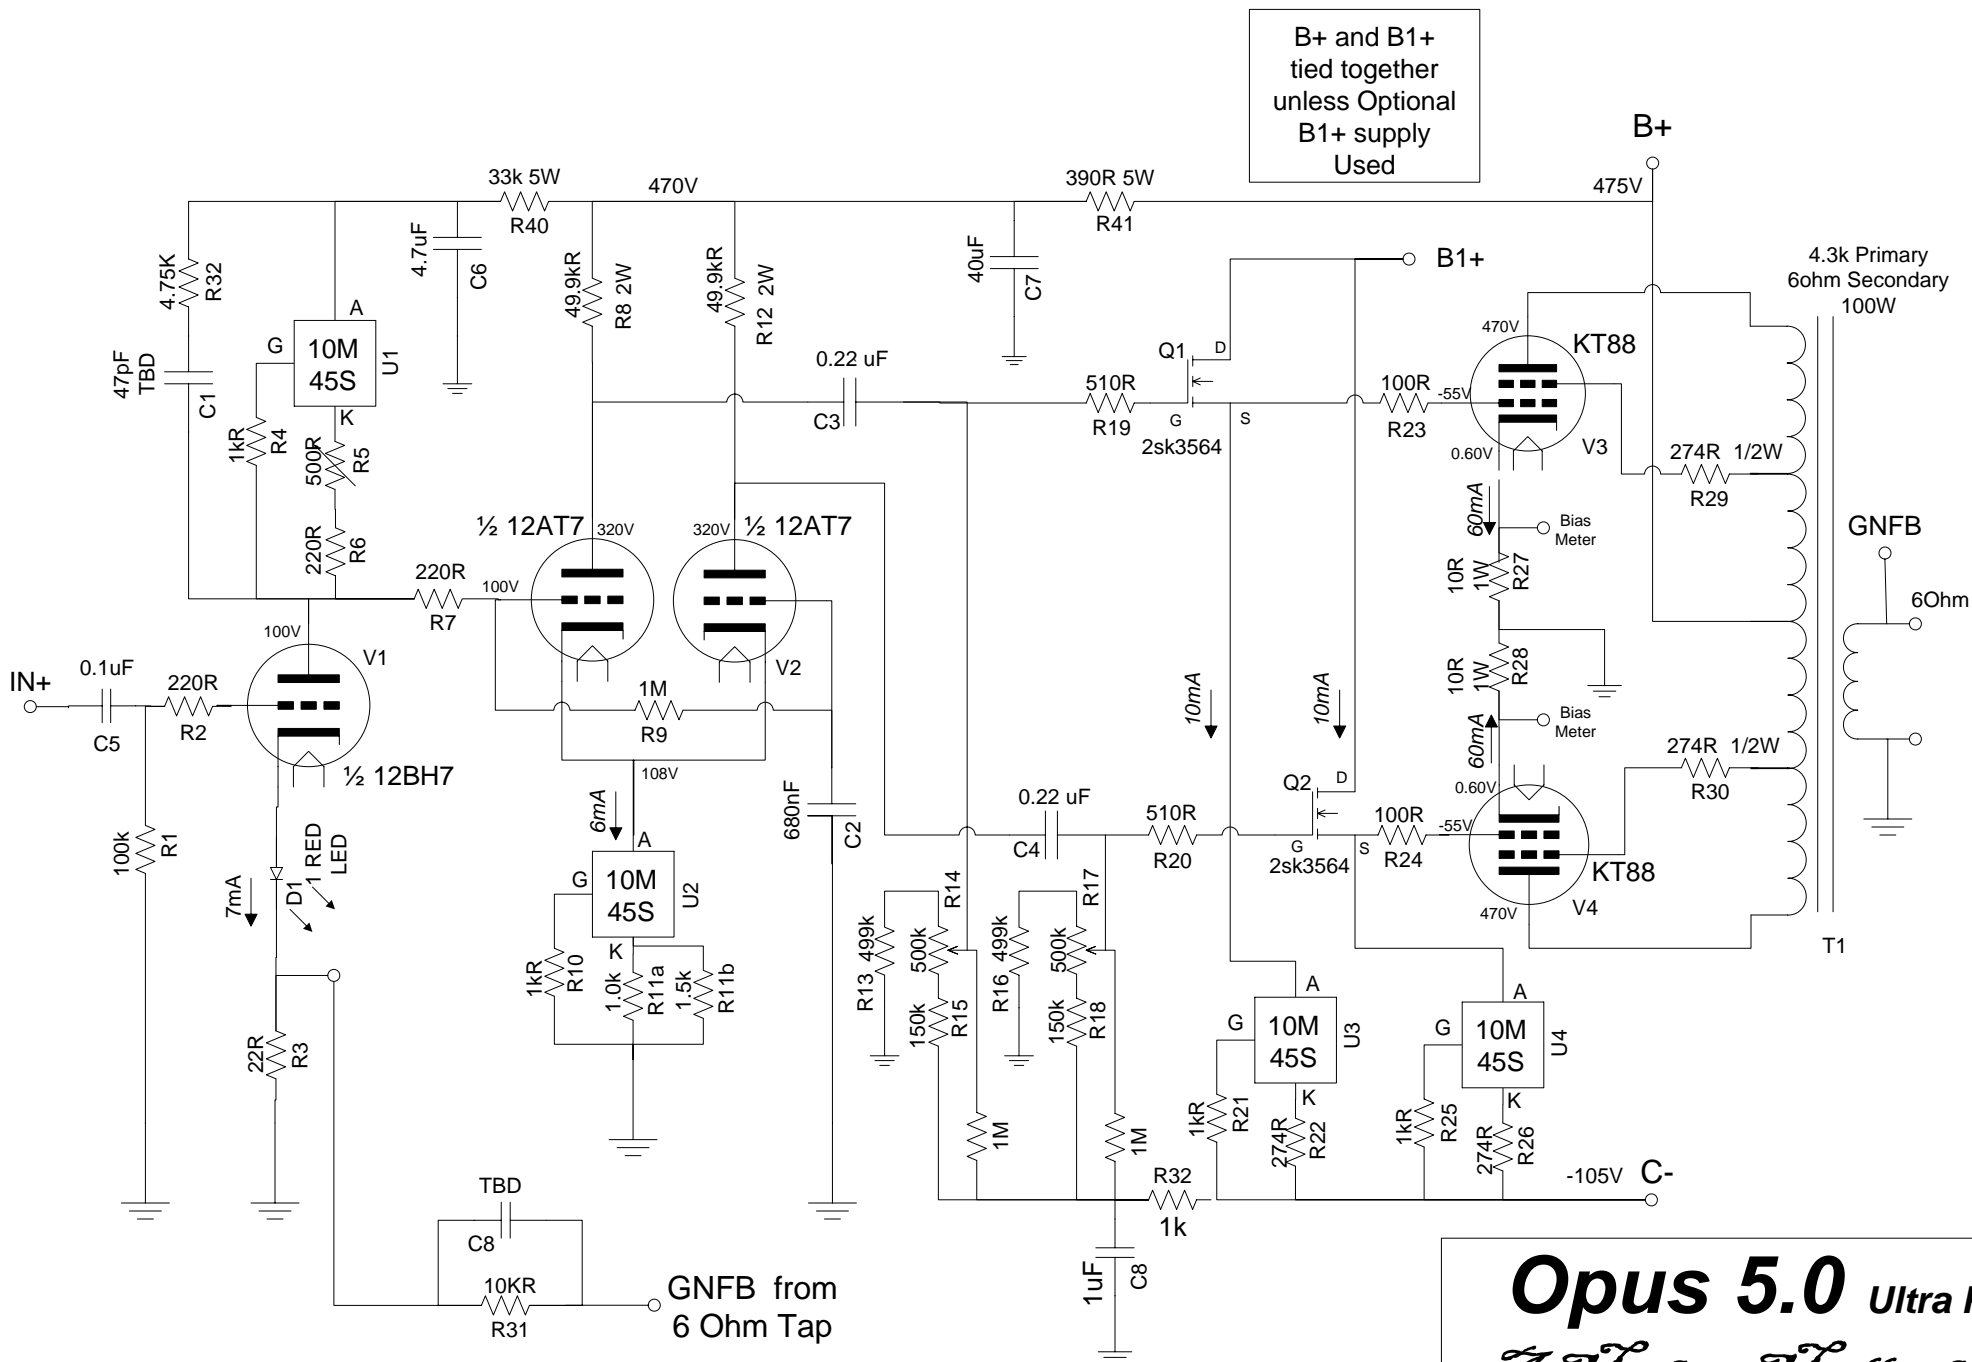 B+ and B1+
tied together
unless Optional
B1+ supply
Used
B+
33k 5W
470V
390R 5W
475V
R40
R41
4.75K
R32
4.7uF
C6
49.9kR
R8 2W
49.9kR
R12 2W
40uF
C7
B1+
4.3k Primary
6ohm Secondary
100W
A
G
10M
45S
U1
K
47pF
TBD
C1
1kR
R4
500R
R5
220R
R6
0.22 uF
C3
510R
R19
Q1
D
G
S
2sk3564
100R
R23
-55V
470V
KT88
V3
0.60V
274R 1/2W
R29
½ 12AT7
320V
320V
½ 12AT7
60mA
Bias
Meter
GNFB
220R
R7
100V
10R
1W
R27
6Ohm
100V
V1
V2
IN+
0.1uF
C5
220R
R2
½ 12BH7
1M
R9
108V
10R
1W
R28
Bias
Meter
60mA
10mA
10mA
274R 1/2W
R30
6mA
680nF
C2
0.22 uF
C4
510R
R20
Q2
D
G
S
2sk3564
100R
R24
-55V
0.60V
KT88
V4
470V
T1
100k
R1
7mA
D1
1 RED
LED
A
G
10M
45S
U2
K
1kR
R10
1.0k
R11a
1.5k
R11b
R13
499k
500k
R14
150k
R15
R16
499k
500k
R17
150k
R18
22R
R3
A
G
10M
45S
U3
K
A
G
10M
45S
U4
K
1M
1M
1kR
R21
274R
R22
1kR
R25
274R
R26
R32
1k
-105V
C-
TBD
C8
10KR
R31
GNFB from
6 Ohm Tap
1uF
C8
Opus 5.0 Ultra